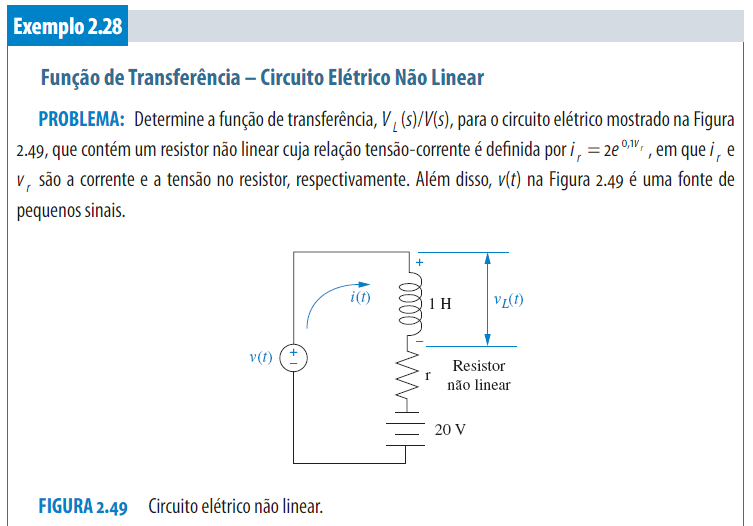 Exemplo 2.28
Função de Transferência – Circuito Elétrico Não Linear
PROBLEMA: Determine a função de transferência, V_L (s)/V(s), para o circuito elétrico mostrado na Figura
2.49, que contém um resistor não linear cuja relação tensão-corrente é definida por i_r = 2e^{0,1V_r}, em que i_r e
v_r são a corrente e a tensão no resistor, respectivamente. Além disso, v(t) na Figura 2.49 é uma fonte de
pequenos sinais.
+
i(t)
1 H
v_L(t)
v(t)
+
−
−
r
Resistor
não linear
20 V
FIGURA 2.49 Circuito elétrico não linear.